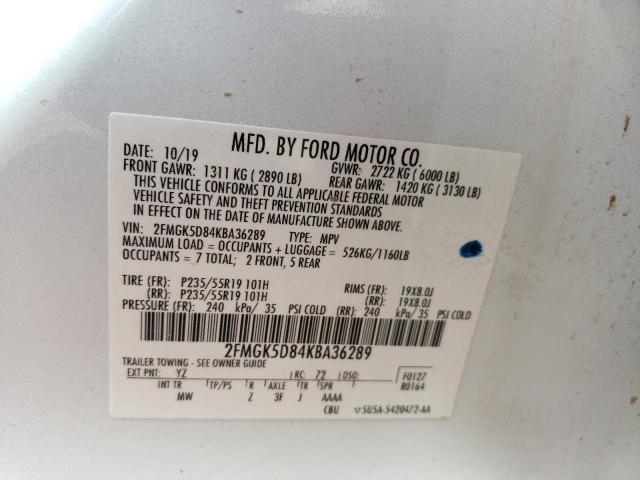 MFD. BY FORD MOTOR CO.
DATE: 10/19 GVWR: 2722 KG (6000 LB)
FRONT GAWR: 1311 KG (2890 LB) REAR GAWR: 1420 KG (3130 LB)
THIS VEHICLE CONFORMS TO ALL APPLICABLE FEDERAL MOTOR
VEHICLE SAFETY AND THEFT PREVENTION STANDARDS
IN EFFECT ON THE DATE OF MANUFACTURE SHOWN ABOVE.
VIN: 2FMGK5D84KBA36289 TYPE: MPV
MAXIMUM LOAD = OCCUPANTS + LUGGAGE = 526KG/1160LB
OCCUPANTS = 7 TOTAL; 2 FRONT, 5 REAR
TIRE (FR): P235/55R19 101H RIMS (FR): 19X8.0J
(RR): P235/55R19 101H (RR): 19X8.0J
PRESSURE (FR): 240 kPa/ 35 PSI COLD (RR): 240 kPa/ 35 PSI COLD
2FMGK5D84KBA36289
TRAILER TOWING - SEE OWNER GUIDE
EXT PNT: YZ RC: 72 DSO: F0127
R0164
INT TR TP/PS R AXLE TR SPR
MW Z 3F J AAAA
CBU 5U5A-5420472-AA